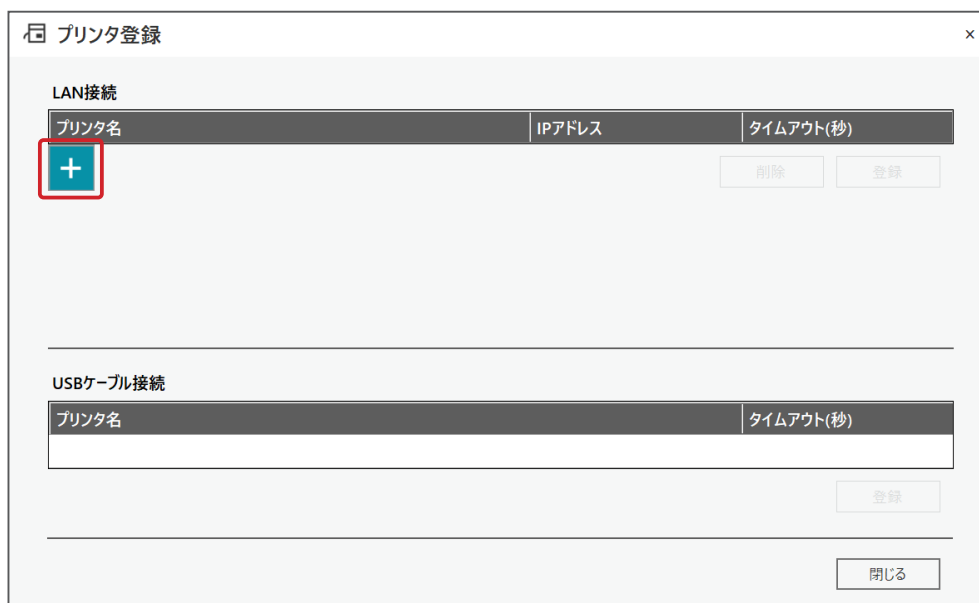 プリンタ登録
×
LAN接続
プリンタ名 IPアドレス タイムアウト(秒)
+
削除 登録
USBケーブル接続
プリンタ名 タイムアウト(秒)
登録
閉じる